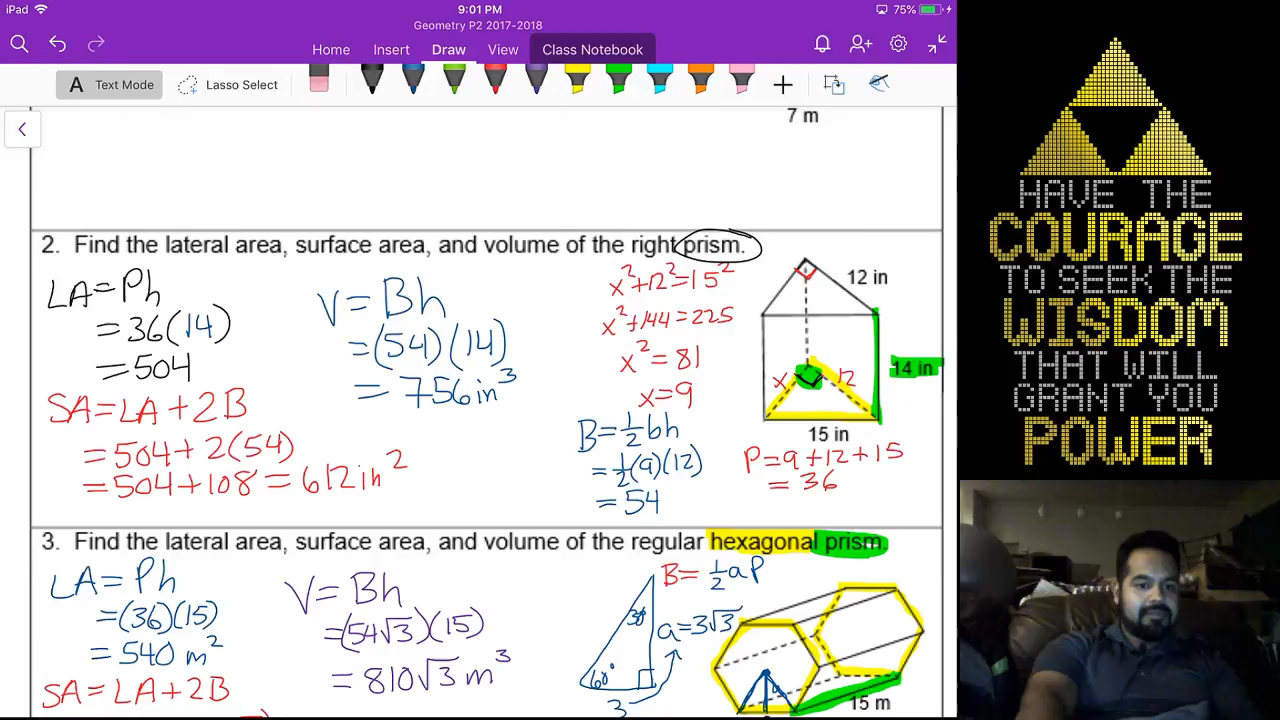 iPad
9:01 PM
75%
Geometry P2 2017-2018
Home Insert Draw View Class Notebook
A Text Mode Lasso Select
7 m
2. Find the lateral area, surface area, and volume of the right prism.
LA = Ph
= 36(14)
= 504
SA = LA + 2B
= 504 + 2(54)
= 504 + 108 = 612 in²
V = Bh
= (54)(14)
= 756 in³
x² + 12² = 15²
x² + 144 = 225
x² = 81
x = 9
B = ½bh
= ½(9)(12)
= 54
12 in
14 in
x 12
15 in
P = 9 + 12 + 15
= 36
3. Find the lateral area, surface area, and volume of the regular hexagonal prism.
LA = Ph
= (36)(15)
= 540 m²
SA = LA + 2B
V = Bh
= (54√3)(15)
= 810√3 m³
30°
60°
3
a = 3√3
B = ½aP
15 m
HAVE THE
COURAGE
TO SEEK THE
WISDOM
THAT WILL
GRANT YOU
POWER